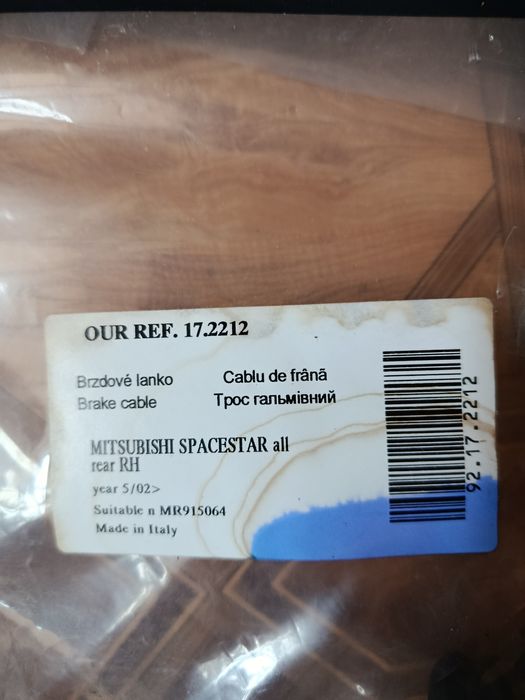 OUR REF. 17.2212
Brzdové lanko Cablu de frână
Brake cable Трос гальмівний
MITSUBISHI SPACESTAR all
rear RH
year 5/02>
Suitable n MR915064
Made in Italy
92.17.2212